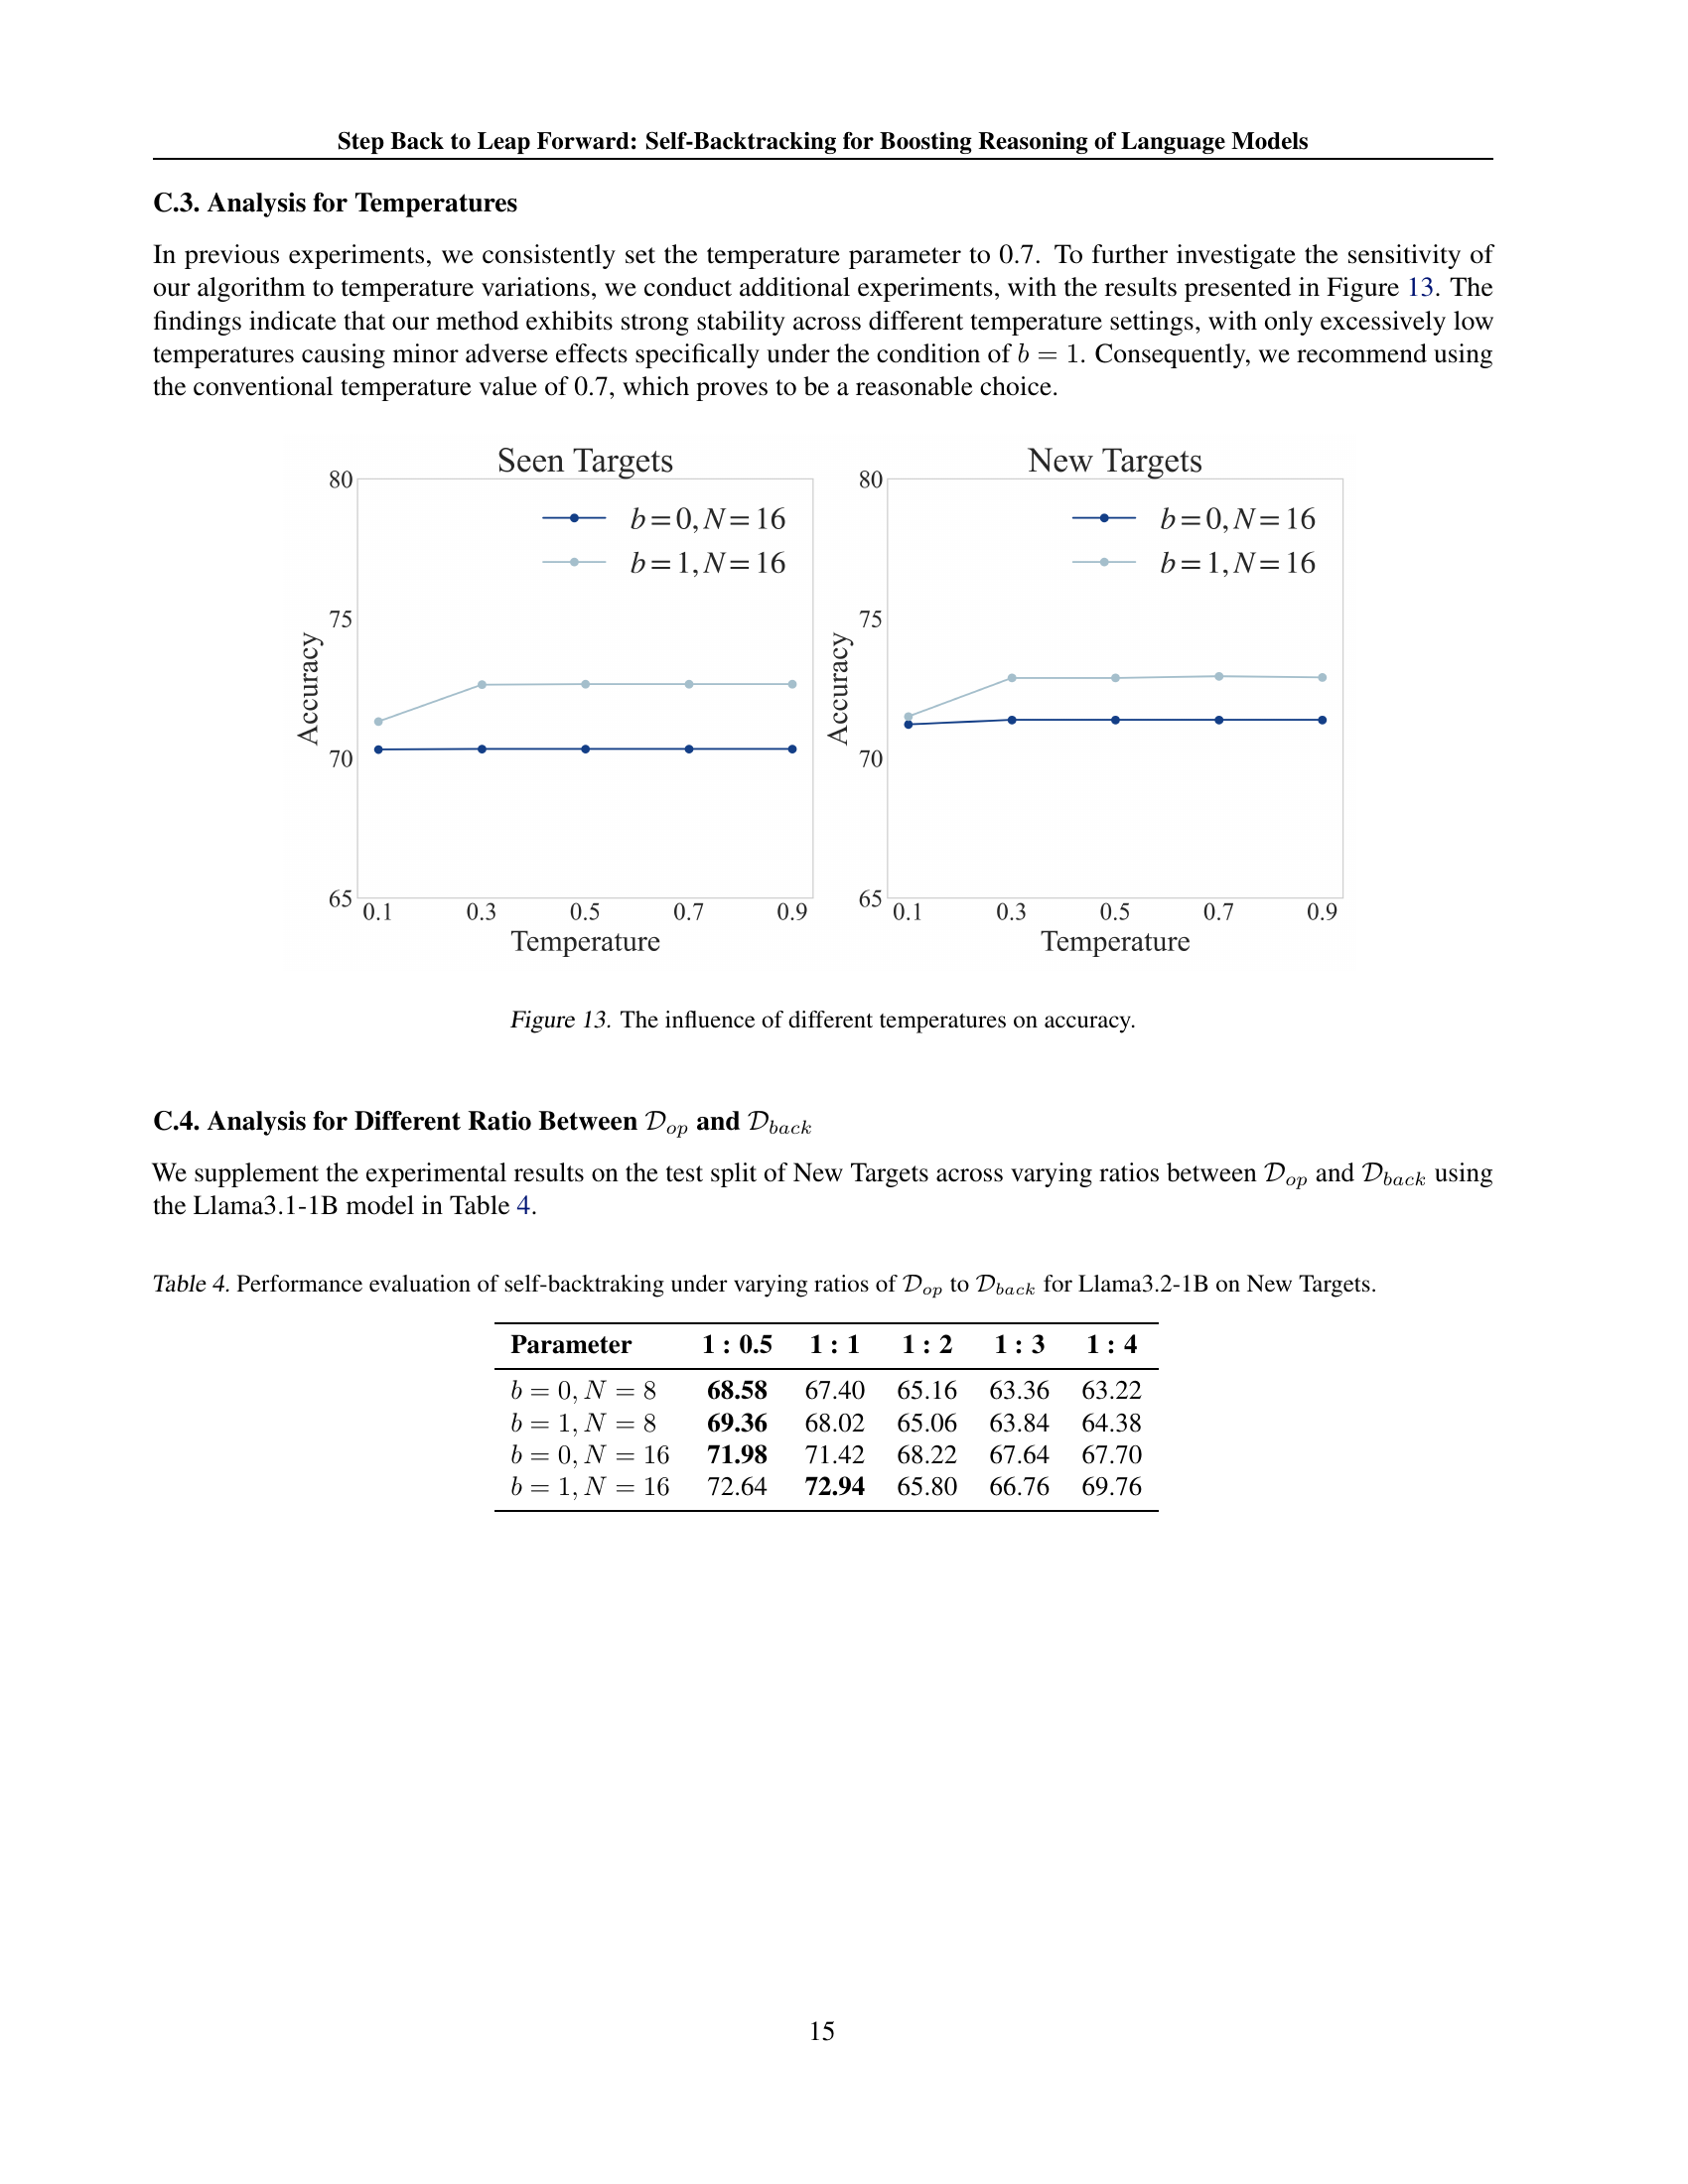 Step Back to Leap Forward: Self-Backtracking for Boosting Reasoning of Language Models
C.3. Analysis for Temperatures
In previous experiments, we consistently set the temperature parameter to 0.7. To further investigate the sensitivity of
our algorithm to temperature variations, we conduct additional experiments, with the results presented in Figure 13. The
findings indicate that our method exhibits strong stability across different temperature settings, with only excessively low
temperatures causing minor adverse effects specifically under the condition of b = 1. Consequently, we recommend using
the conventional temperature value of 0.7, which proves to be a reasonable choice.
Seen Targets
80
75
70
65
Accuracy
b=0, N=16
b=1, N=16
0.1 0.3 0.5 0.7 0.9
Temperature
New Targets
80
75
70
65
Accuracy
b=0, N=16
b=1, N=16
0.1 0.3 0.5 0.7 0.9
Temperature
Figure 13. The influence of different temperatures on accuracy.
C.4. Analysis for Different Ratio Between D_op and D_back
We supplement the experimental results on the test split of New Targets across varying ratios between D_op and D_back using
the Llama3.1-1B model in Table 4.
Table 4. Performance evaluation of self-backtraking under varying ratios of D_op to D_back for Llama3.2-1B on New Targets.
Parameter 1 : 0.5 1 : 1 1 : 2 1 : 3 1 : 4
b = 0, N = 8 68.58 67.40 65.16 63.36 63.22
b = 1, N = 8 69.36 68.02 65.06 63.84 64.38
b = 0, N = 16 71.98 71.42 68.22 67.64 67.70
b = 1, N = 16 72.64 72.94 65.80 66.76 69.76
15